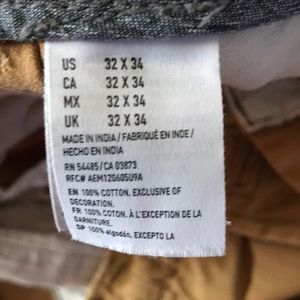 US 32 X 34
CA 32 X 34
MX 32 X 34
UK 32 X 34
MADE IN INDIA / FABRIQUÉ EN INDE /
HECHO EN INDIA
RN 54485/CA 03873
RFC# AEM120605U9A
EN 100% COTTON. EXCLUSIVE OF
DECORATION.
FR 100% COTON. À L'EXCEPTION DE LA
GARNITURE.
DP 100% algodón. EXCEPTO LA